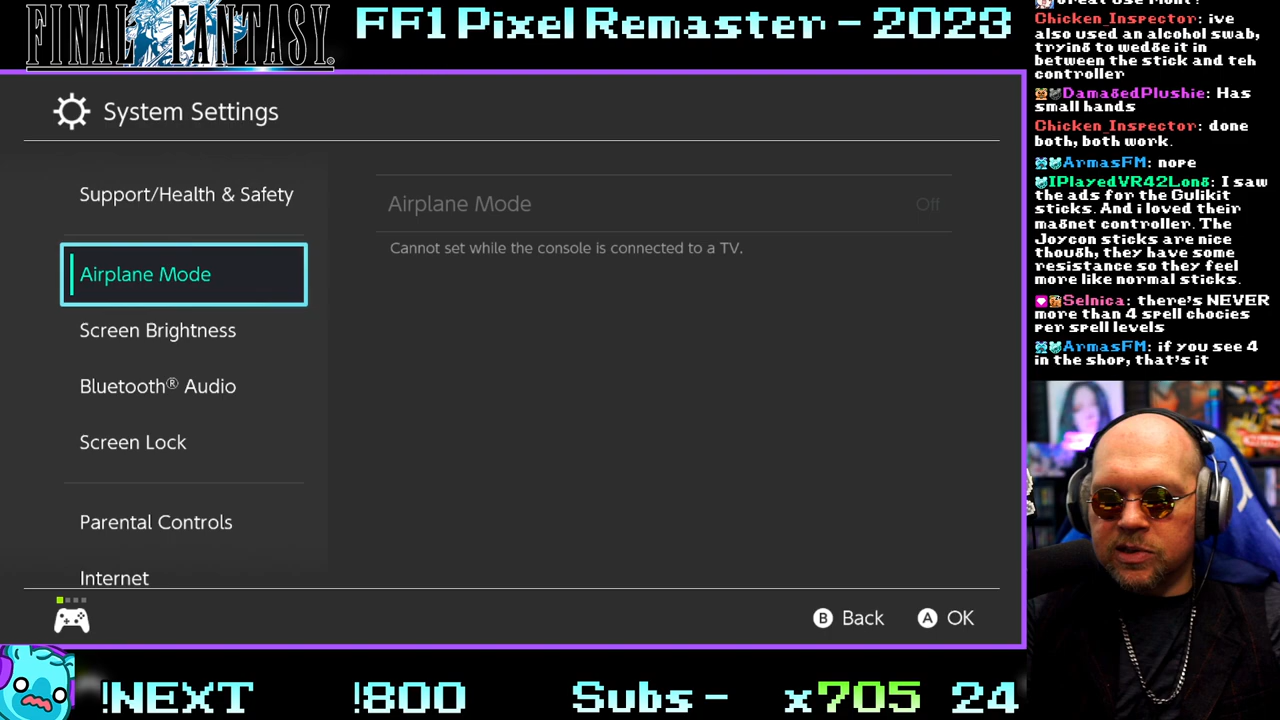 FINAL FANTASY
FF1 Pixel Remaster - 2023
System Settings
Support/Health & Safety
Airplane Mode
Screen Brightness
Bluetooth® Audio
Screen Lock
Parental Controls
Internet
Airplane Mode Off
Cannot set while the console is connected to a TV.
B Back A OK
Chicken_Inspector: ive
also used an alcohol swab,
trying to wedge it in
between the stick and teh
controller
DamagedPlushie: Has
small hands
Chicken_Inspector: done
both, both work.
ArmasFM: nope
IPlayedVR42Long: I saw
the ads for the Gulikit
sticks. And i loved their
magnet controller. The
Joycon sticks are nice
though, they have some
resistance so they feel
more like normal sticks.
Selnica: there's NEVER
more than 4 spell chocies
per spell levels
ArmasFM: if you see 4
in the shop, that's it
!NEXT !800 Subs - x705 24